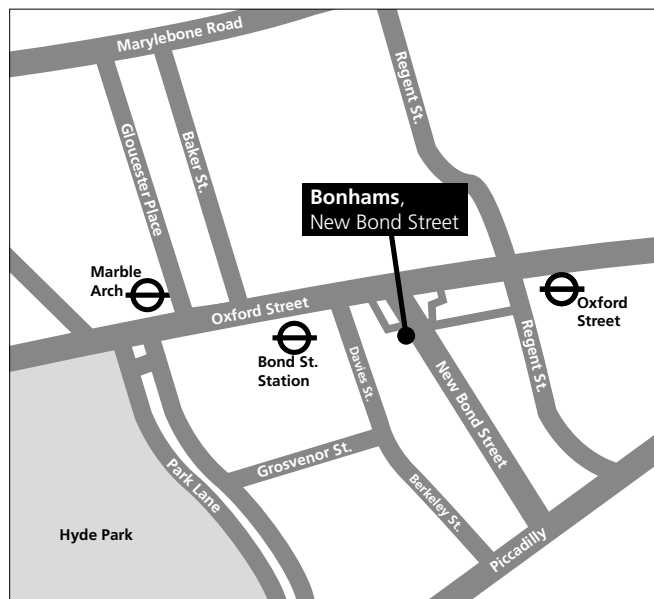 Marylebone Road
Regent St.
Gloucester Place
Baker St.
Bonhams,
New Bond Street
Marble
Arch
Oxford Street
Oxford
Street
Bond St.
Station
Davies St.
New Bond Street
Regent St.
Grosvenor St.
Park Lane
Berkeley St.
Hyde Park
Piccadilly